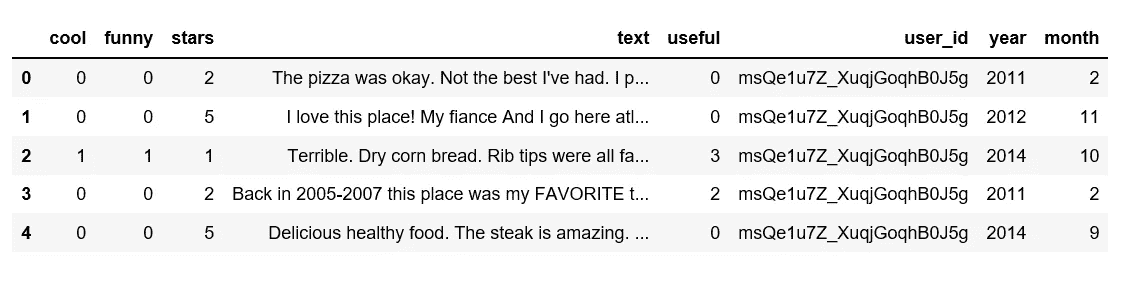 cool funny stars text useful user_id year month
0 0 0 2 The pizza was okay. Not the best I've had. I p... 0 msQe1u7Z_XuqjGoqhB0J5g 2011 2
1 0 0 5 I love this place! My fiance And I go here atl... 0 msQe1u7Z_XuqjGoqhB0J5g 2012 11
2 1 1 1 Terrible. Dry corn bread. Rib tips were all fa... 3 msQe1u7Z_XuqjGoqhB0J5g 2014 10
3 0 0 2 Back in 2005-2007 this place was my FAVORITE t... 2 msQe1u7Z_XuqjGoqhB0J5g 2011 2
4 0 0 5 Delicious healthy food. The steak is amazing. ... 0 msQe1u7Z_XuqjGoqhB0J5g 2014 9